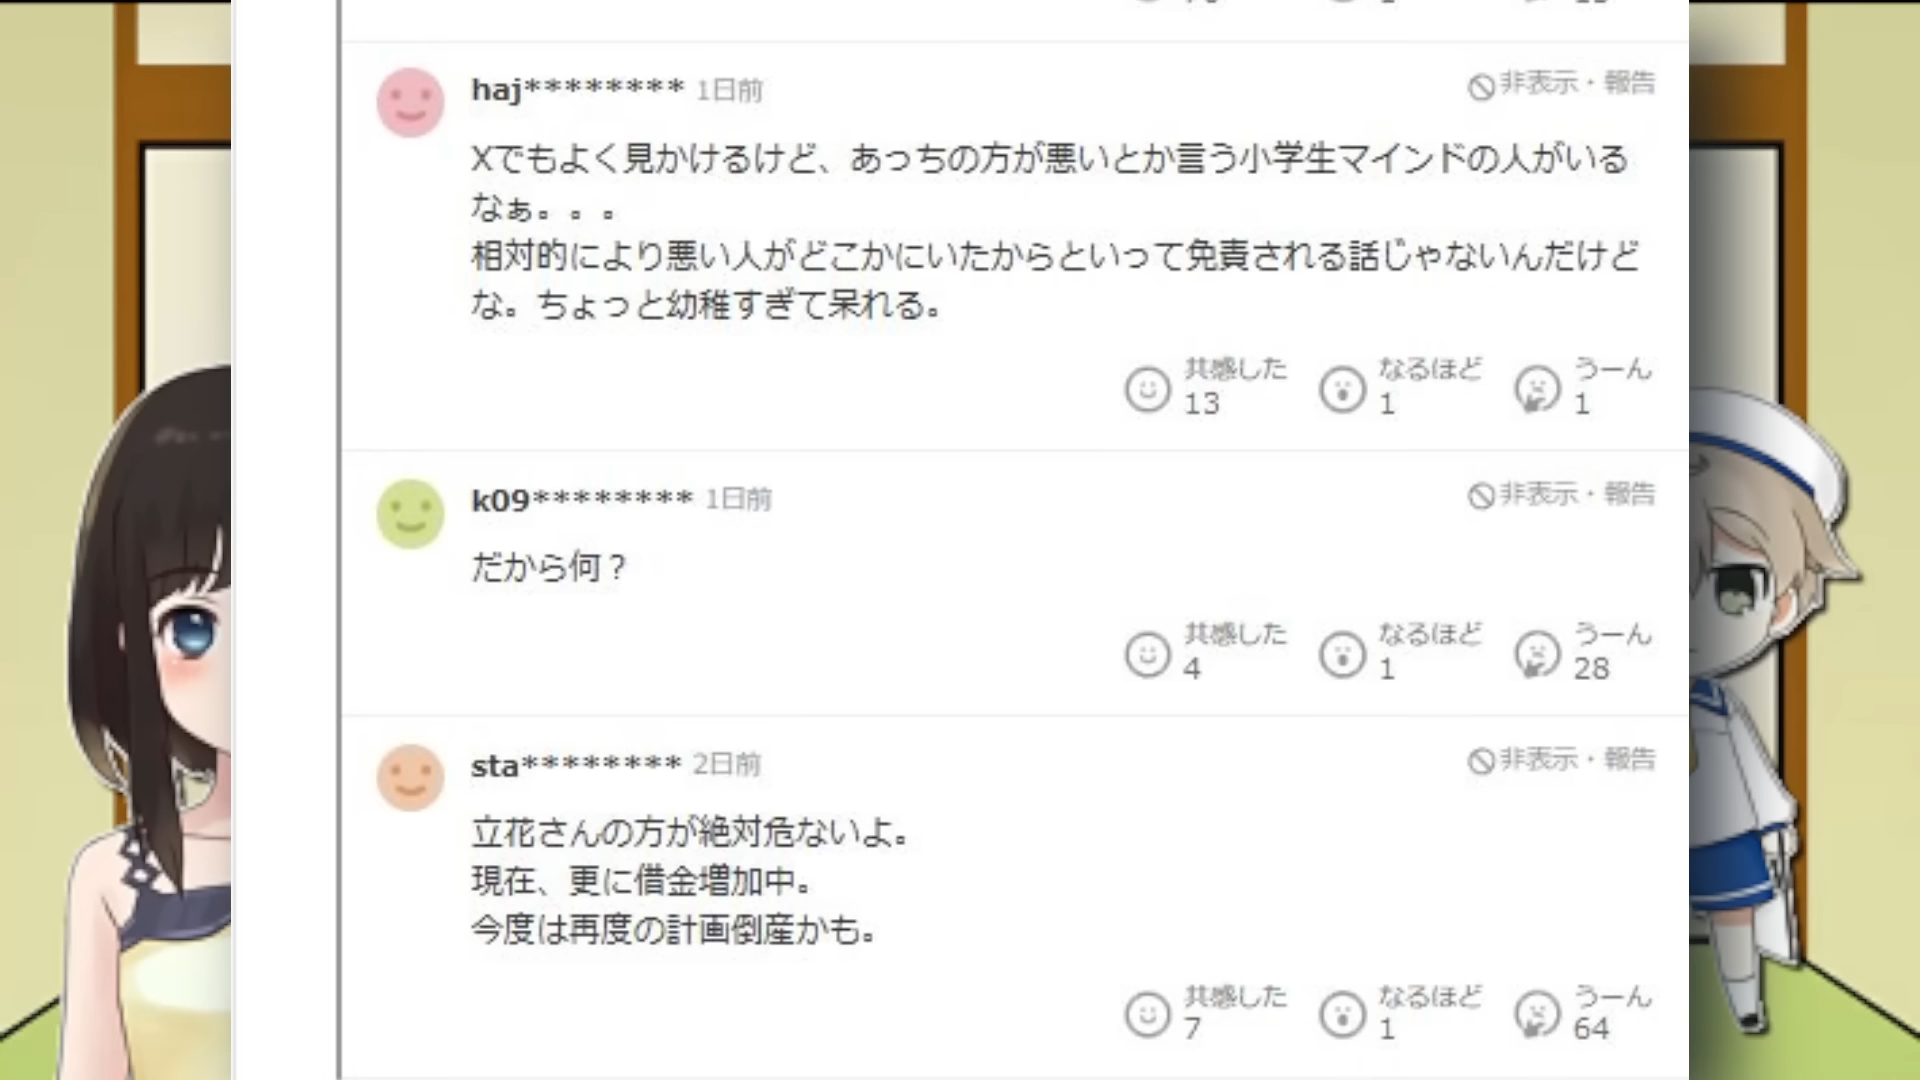 haj******** 1日前
非表示・報告
Xでもよく見かけるけど、あっちの方が悪いとか言う小学生マインドの人がいる
なぁ。。。
相対的により悪い人がどこかにいたからといって免責される話じゃないんだけど
な。ちょっと幼稚すぎて呆れる。
共感した なるほど うーん
13 1 1
k09******** 1日前
非表示・報告
だから何？
共感した なるほど うーん
4 1 28
sta******** 2日前
非表示・報告
立花さんの方が絶対危ないよ。
現在、更に借金増加中。
今度は再度の計画倒産かも。
共感した なるほど うーん
7 1 64